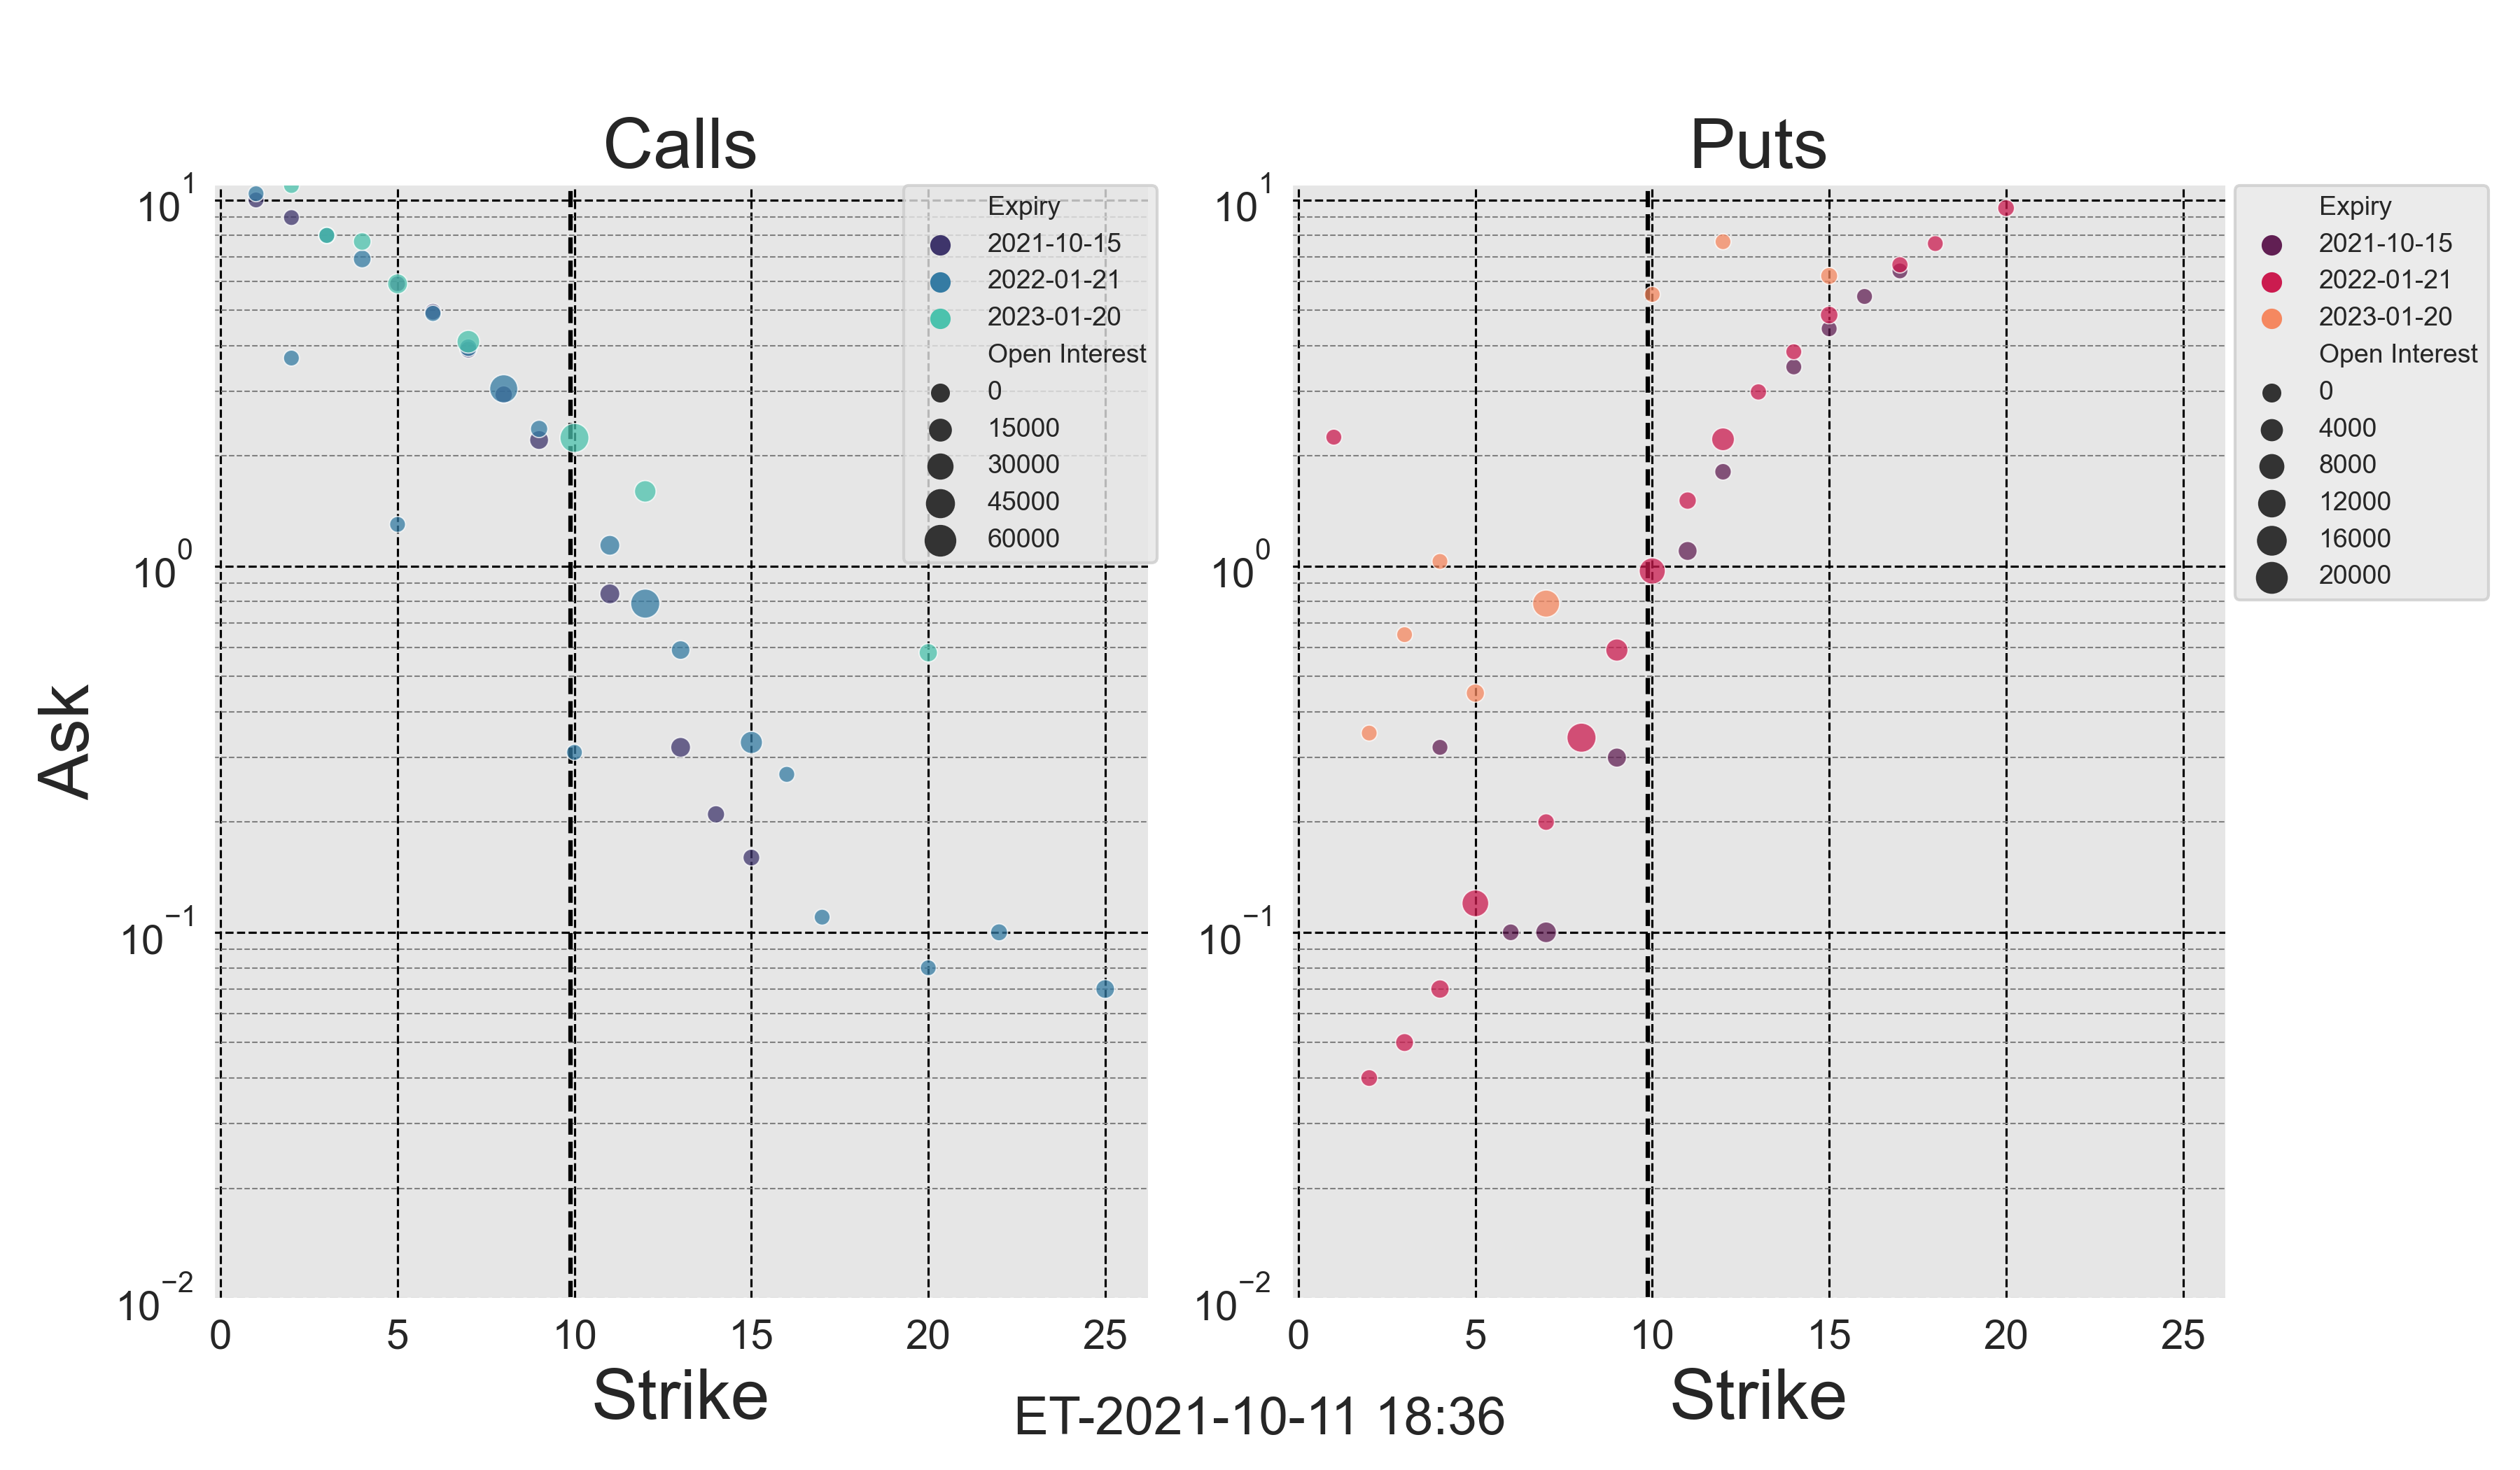 Calls
Puts
10^1
10^0
10^−1
10^−2
Ask
0 5 10 15 20 25
Strike
Expiry
2021-10-15
2022-01-21
2023-01-20
Open Interest
0
15000
30000
45000
60000
10^1
10^0
10^−1
10^−2
0 5 10 15 20 25
Strike
Expiry
2021-10-15
2022-01-21
2023-01-20
Open Interest
0
4000
8000
12000
16000
20000
ET-2021-10-11 18:36